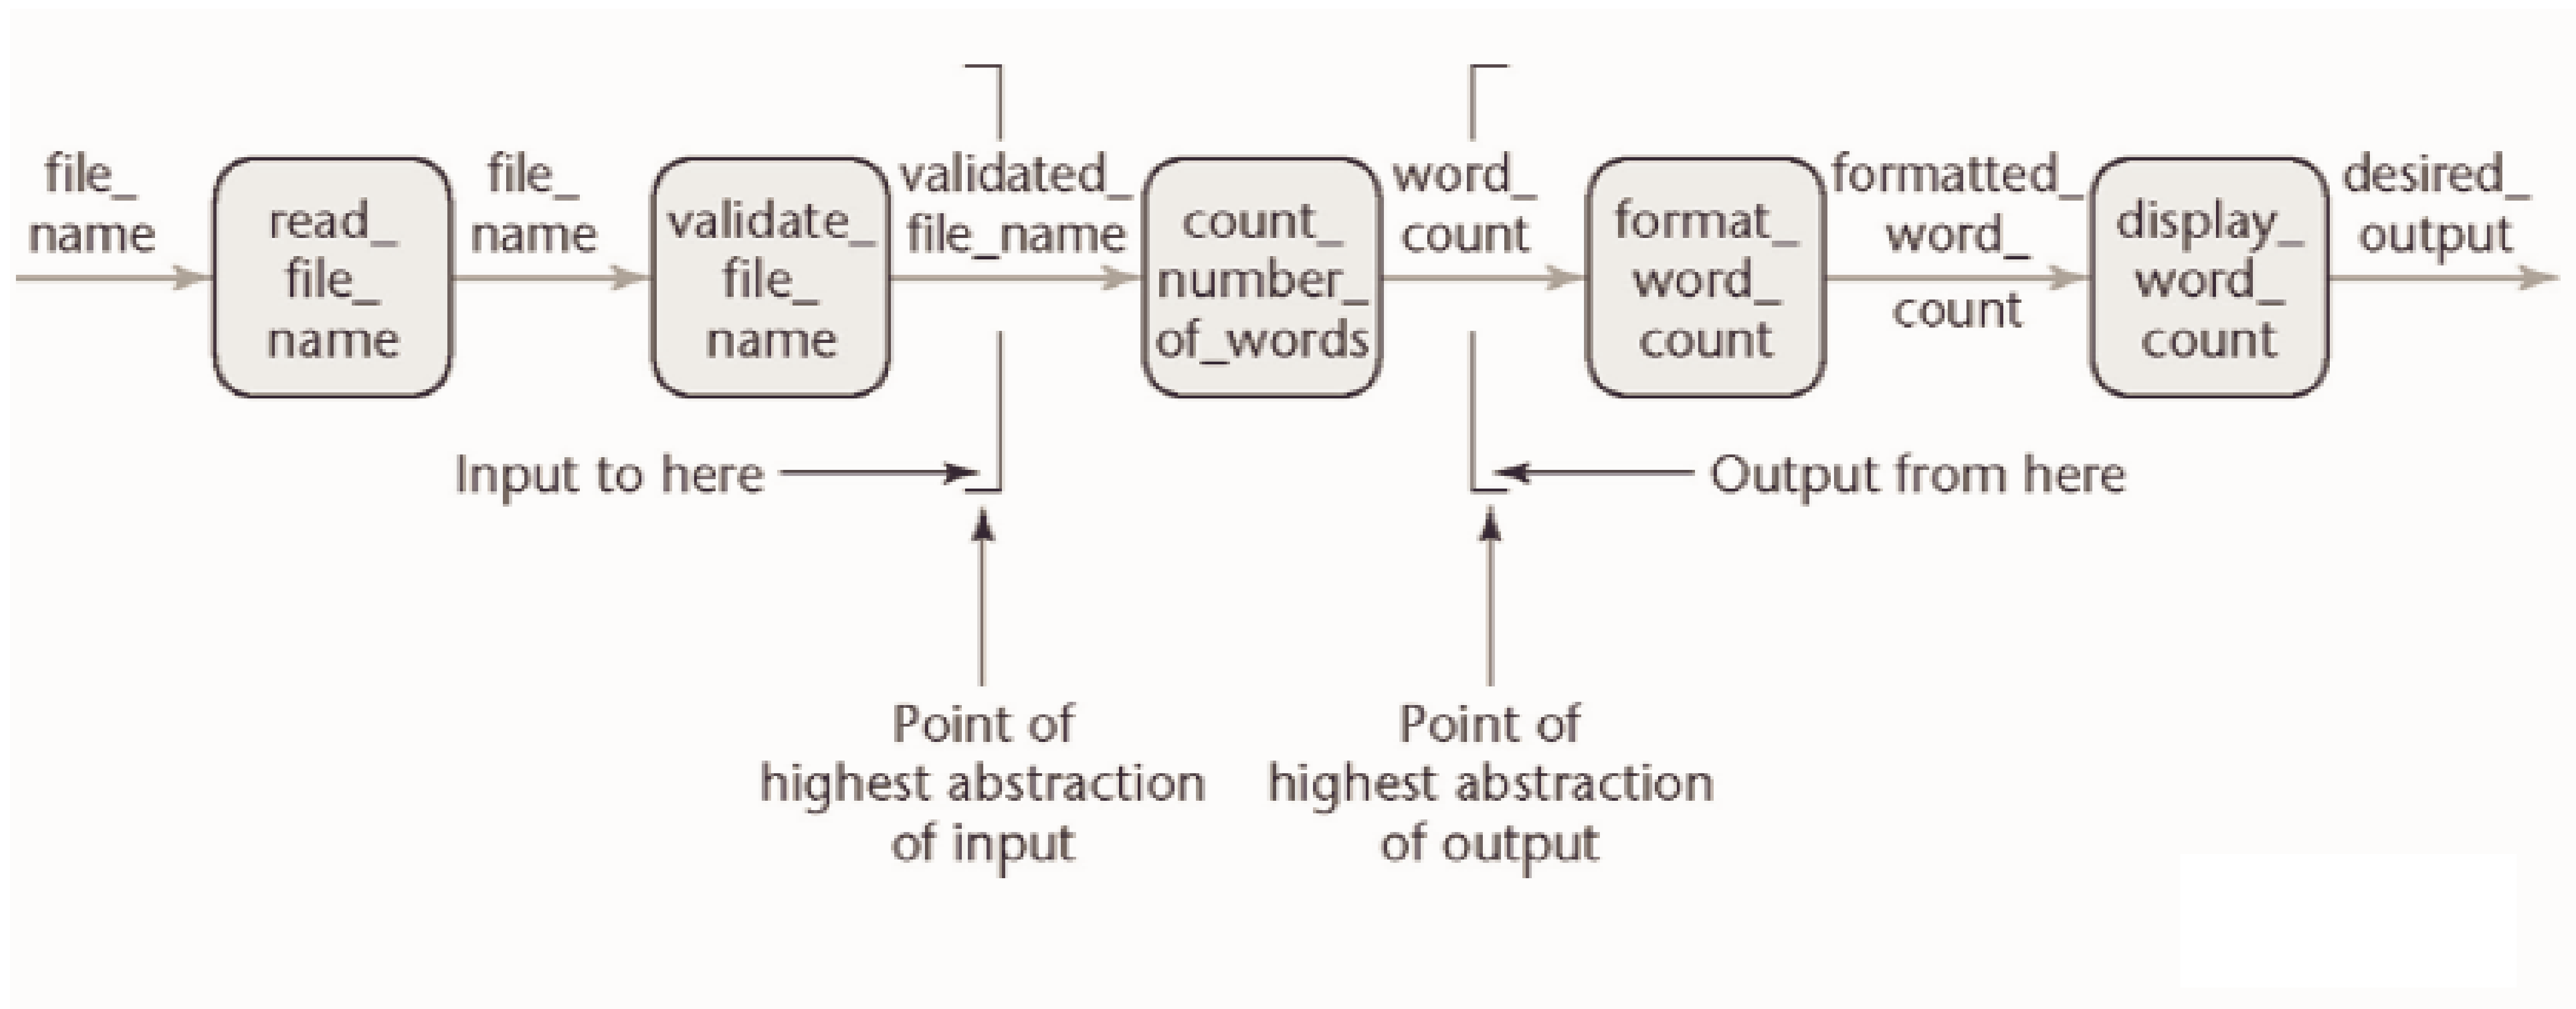 file_
name
read_
file_
name
file_
name
validate_
file_
name
validated_
file_name
count_
number_
of_words
word_
count
format_
word_
count
formatted_
word_
count
display_
word_
count
desired_
output
Input to here
Output from here
Point of
highest abstraction
of input
Point of
highest abstraction
of output